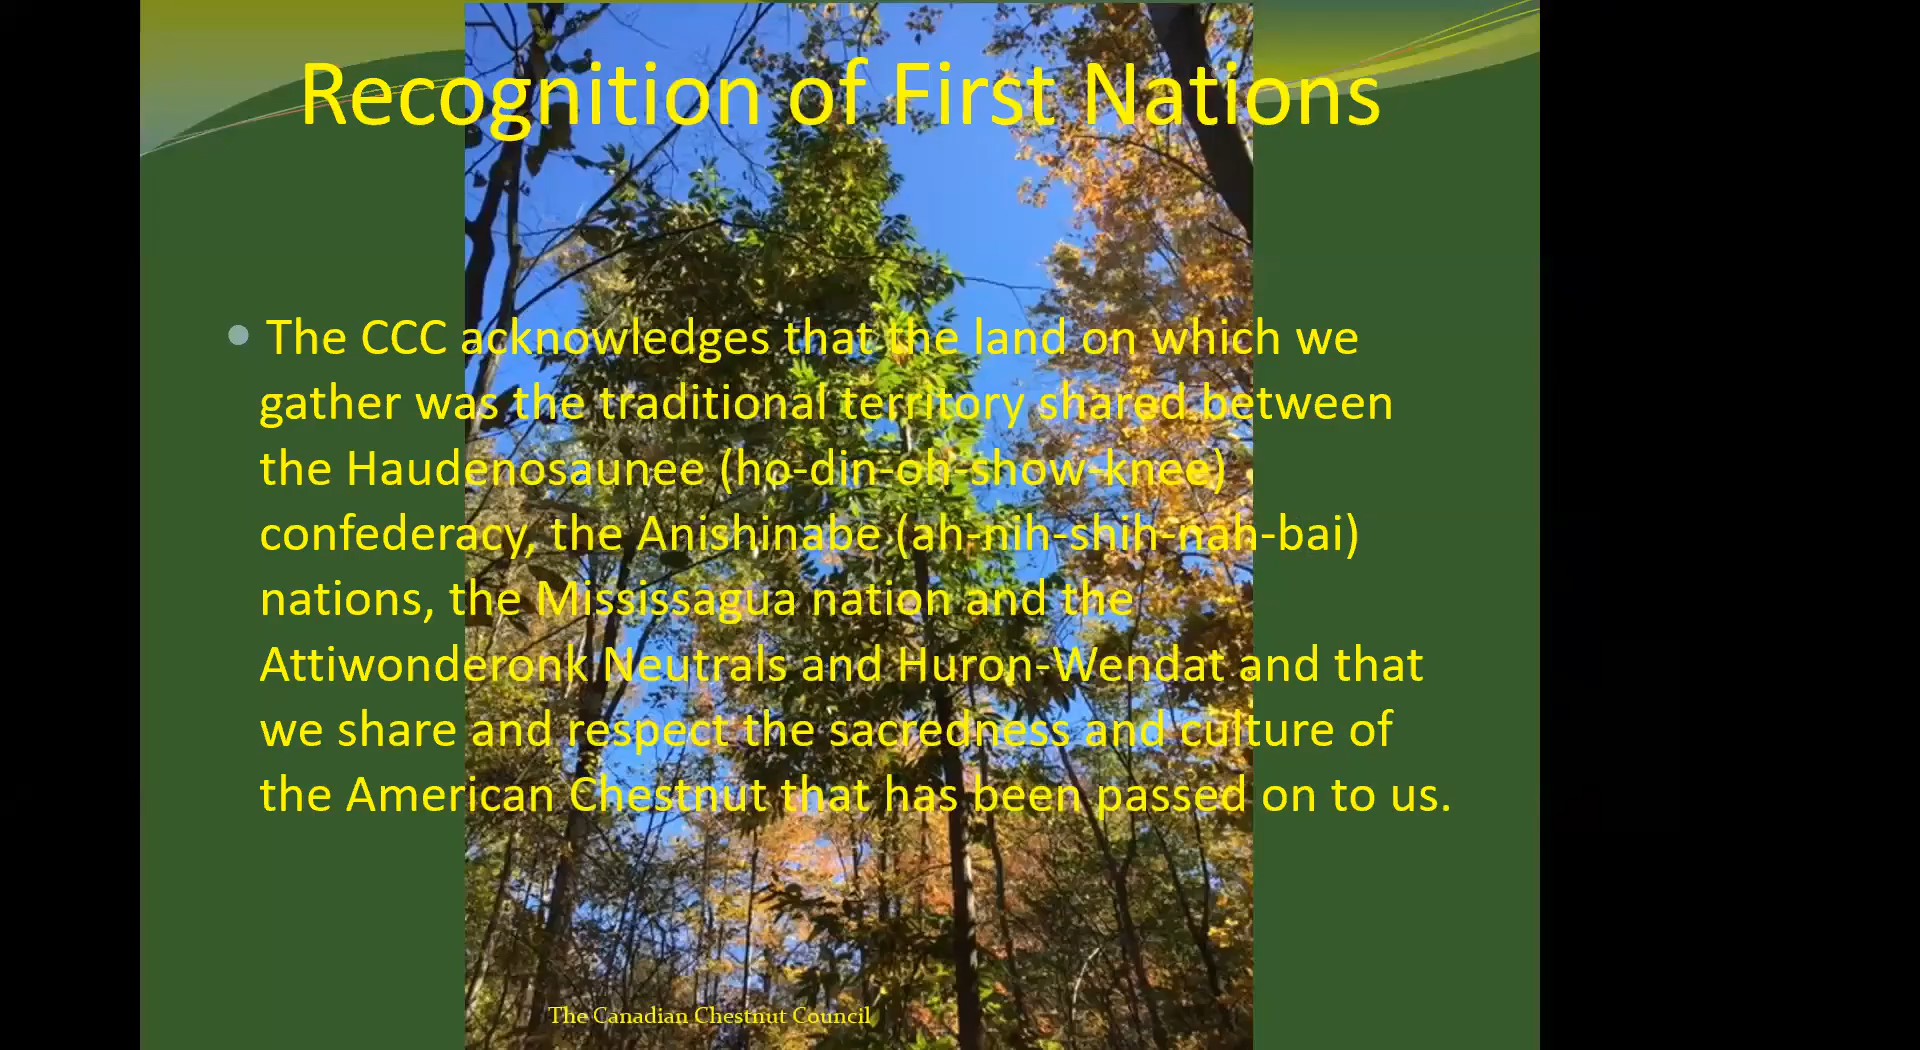 Recognition of First Nations
The CCC acknowledges that the land on which we
gather was the traditional territory shared between
the Haudenosaunee (ho-din-oh-show-knee)
confederacy, the Anishinabe (ah-nih-shih-nah-bai)
nations, the Mississagua nation and the
Attiwonderonk Neutrals and Huron-Wendat and that
we share and respect the sacredness and culture of
the American Chestnut that has been passed on to us.
The Canadian Chestnut Council